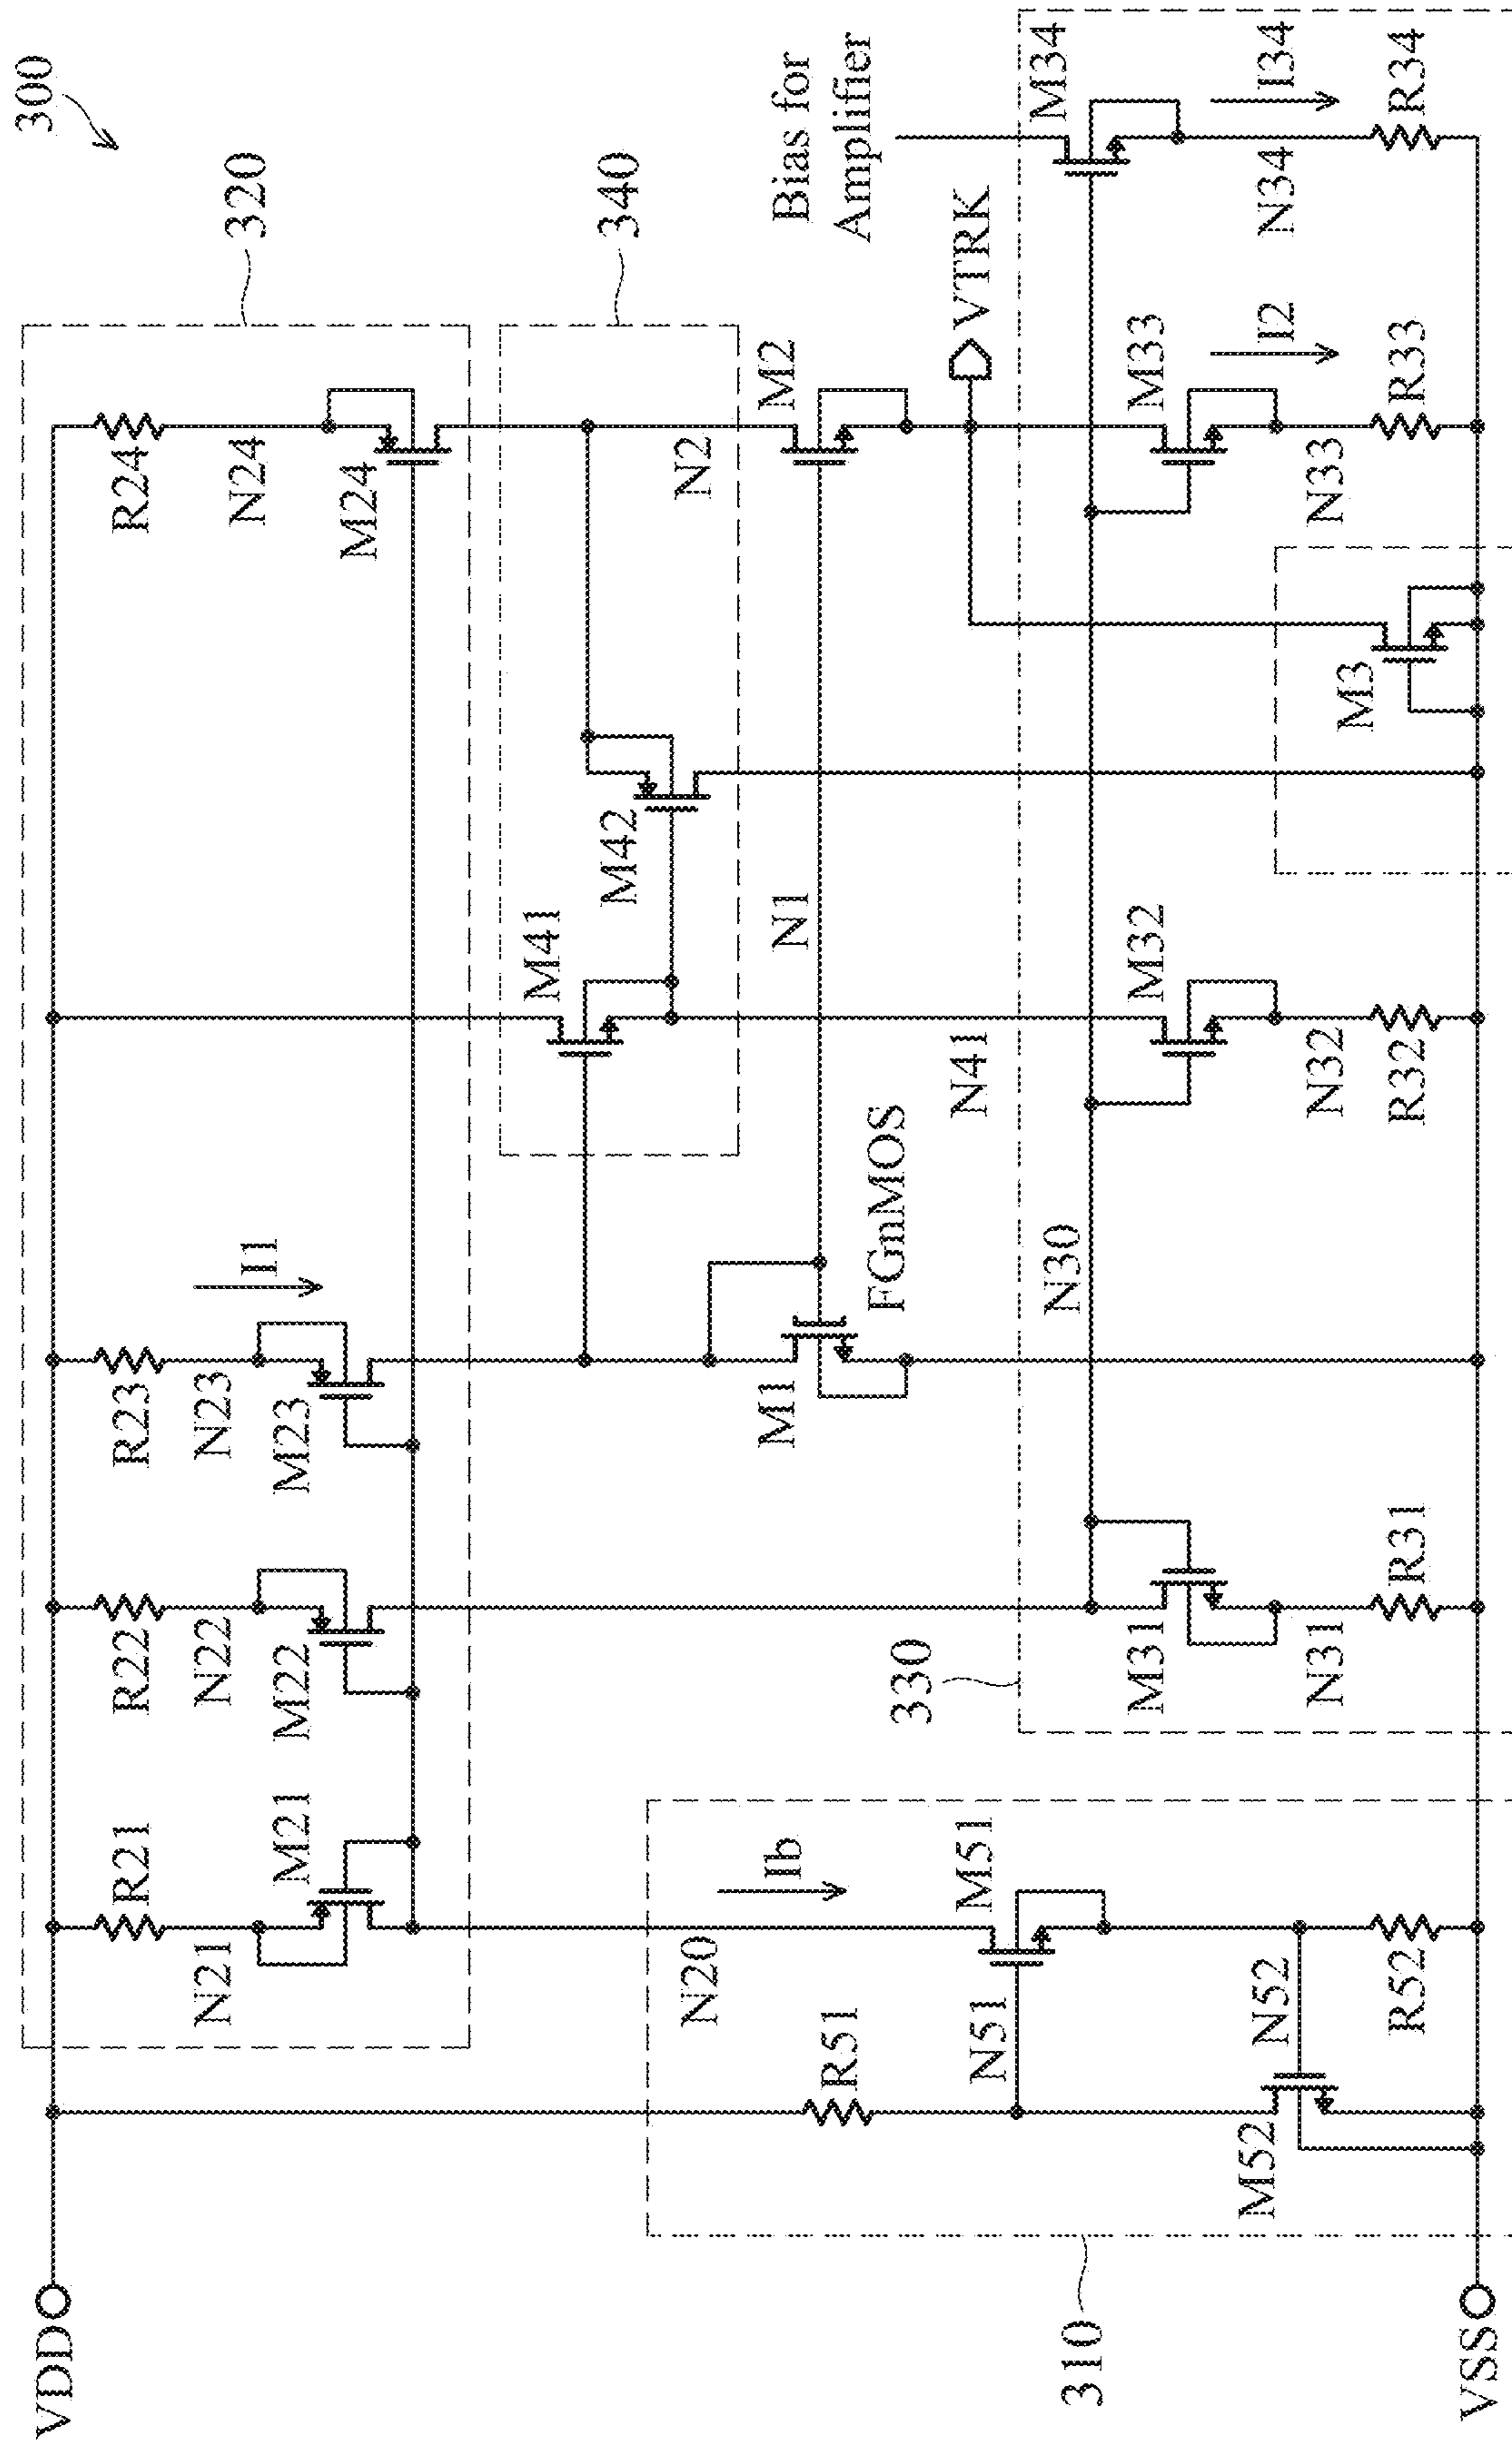 300
320
340
VDD
R21
N21
M21
R22
N22
M22
R23
N23
M23
I1
R24
N24
M24
M41
M42
N2
M2
Bias for
Amplifier
VTRK
N1
M1
FGnMOS
N41
310
N20
Ib
R51
N51
M51
N52
M52
R52
330
N30
M31
N31
R31
M32
N32
R32
M3
M33
I2
N33
R33
M34
I34
N34
R34
VSS